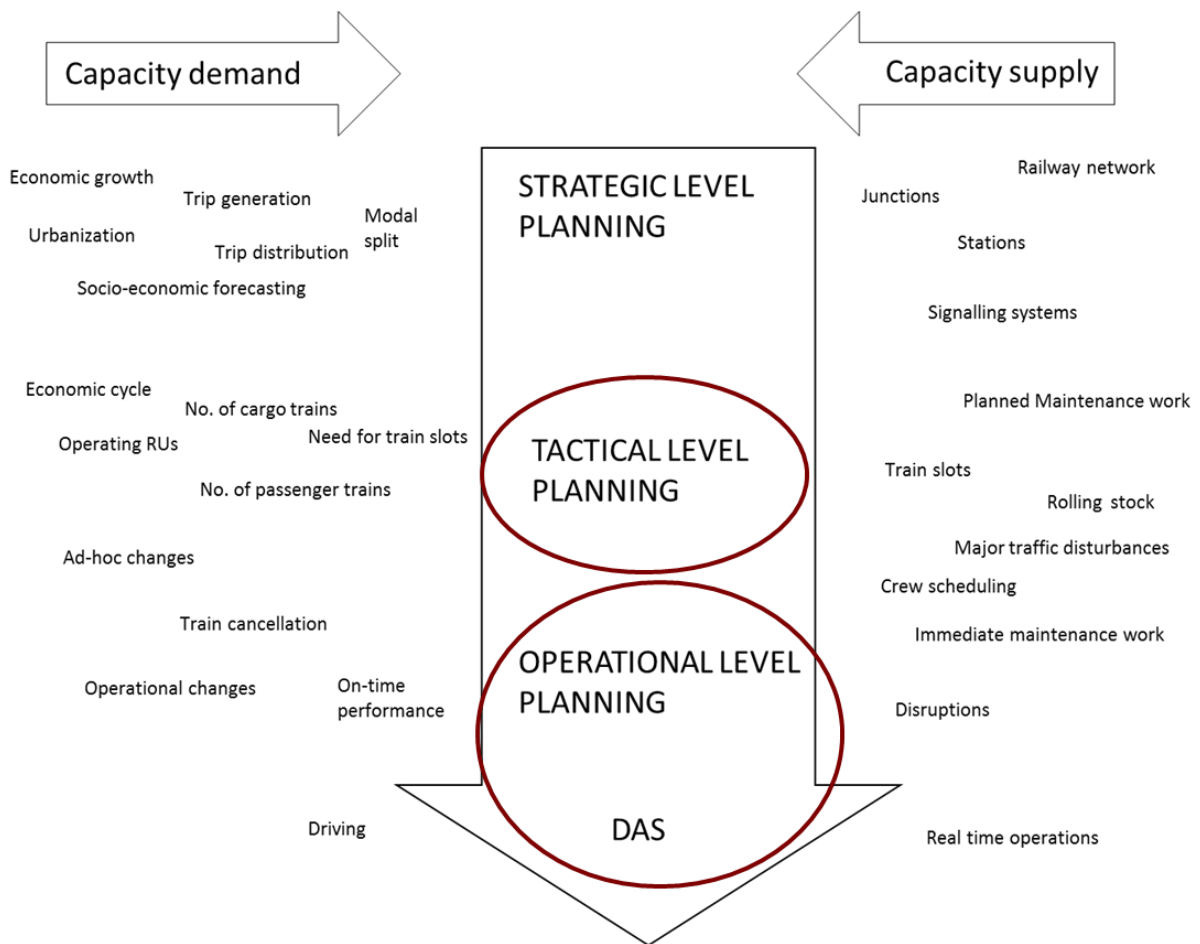 Capacity demand
Capacity supply
Economic growth
Trip generation
Modal
split
Urbanization
Trip distribution
Socio-economic forecasting
STRATEGIC LEVEL
PLANNING
Railway network
Junctions
Stations
Signalling systems
Economic cycle
No. of cargo trains
Operating RUs
Need for train slots
No. of passenger trains
TACTICAL LEVEL
PLANNING
Planned Maintenance work
Train slots
Rolling stock
Major traffic disturbances
Crew scheduling
Immediate maintenance work
Ad-hoc changes
Train cancellation
Operational changes
On-time
performance
OPERATIONAL LEVEL
PLANNING
Disruptions
Driving
DAS
Real time operations